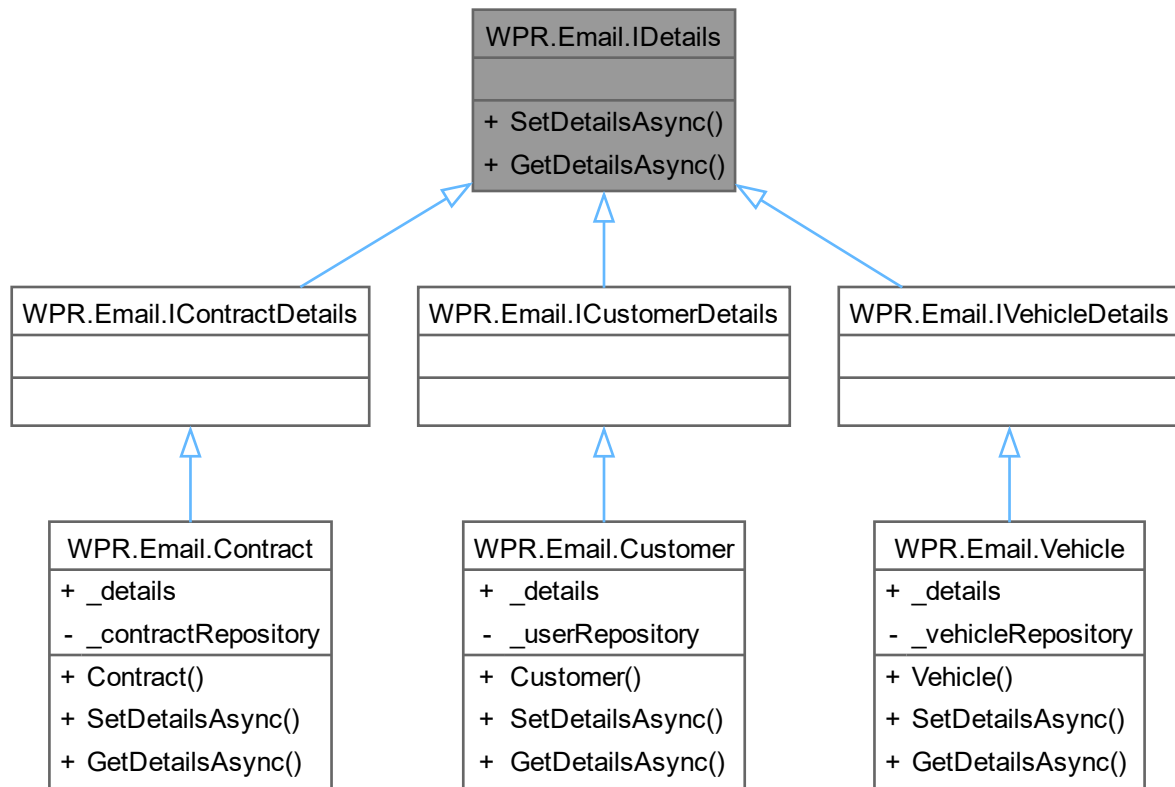 WPR.Email.IDetails
+ SetDetailsAsync()
+ GetDetailsAsync()
WPR.Email.IContractDetails
WPR.Email.ICustomerDetails
WPR.Email.IVehicleDetails
WPR.Email.Contract
+ _details
- _contractRepository
+ Contract()
+ SetDetailsAsync()
+ GetDetailsAsync()
WPR.Email.Customer
+ _details
- _userRepository
+ Customer()
+ SetDetailsAsync()
+ GetDetailsAsync()
WPR.Email.Vehicle
+ _details
- _vehicleRepository
+ Vehicle()
+ SetDetailsAsync()
+ GetDetailsAsync()